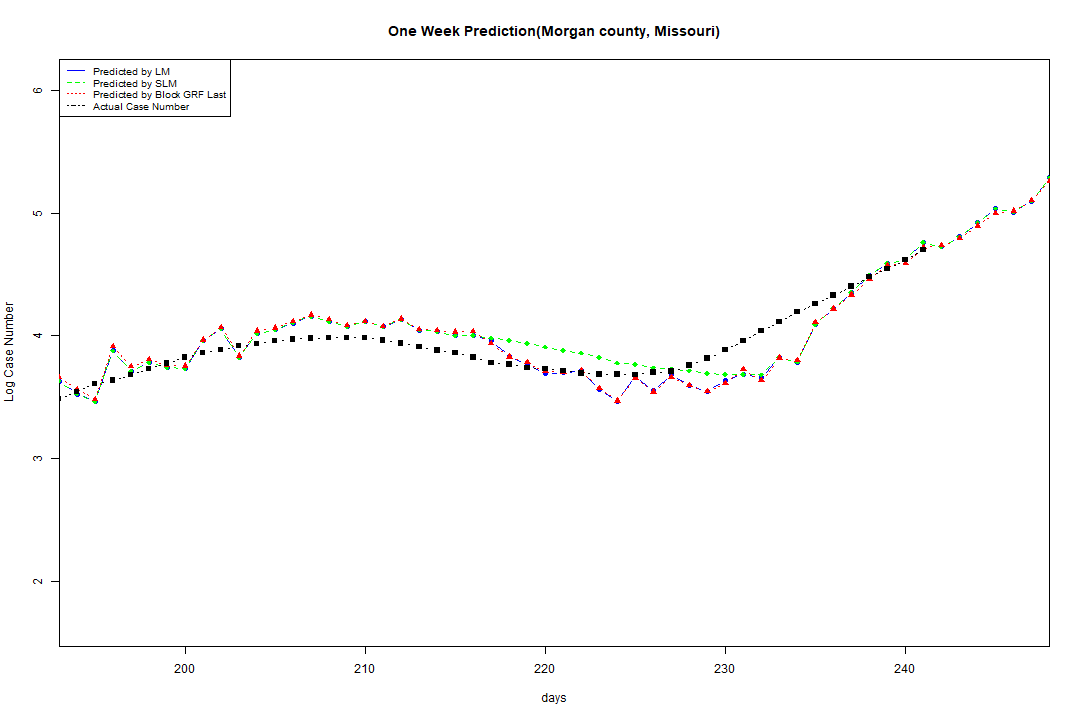 One Week Prediction(Morgan county, Missouri)
Predicted by LM
Predicted by SLM
Predicted by Block GRF Last
Actual Case Number
6
5
4
3
2
Log Case Number
200
210
220
230
240
days